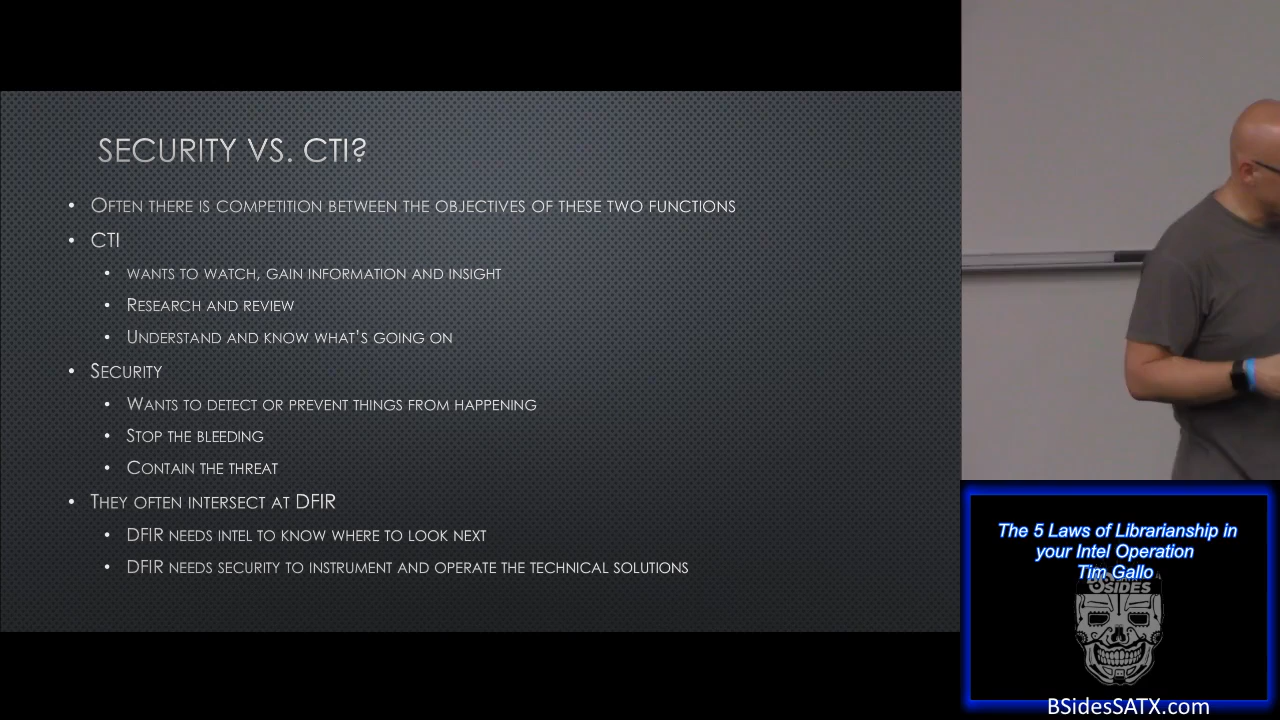 SECURITY VS. CTI?
• OFTEN THERE IS COMPETITION BETWEEN THE OBJECTIVES OF THESE TWO FUNCTIONS
• CTI
• WANTS TO WATCH, GAIN INFORMATION AND INSIGHT
• RESEARCH AND REVIEW
• UNDERSTAND AND KNOW WHAT'S GOING ON
• SECURITY
• WANTS TO DETECT OR PREVENT THINGS FROM HAPPENING
• STOP THE BLEEDING
• CONTAIN THE THREAT
• THEY OFTEN INTERSECT AT DFIR
• DFIR NEEDS INTEL TO KNOW WHERE TO LOOK NEXT
• DFIR NEEDS SECURITY TO INSTRUMENT AND OPERATE THE TECHNICAL SOLUTIONS
The 5 Laws of Librarianship in
your Intel Operation
Tim Gallo
SIDES
BSidesSATX.com